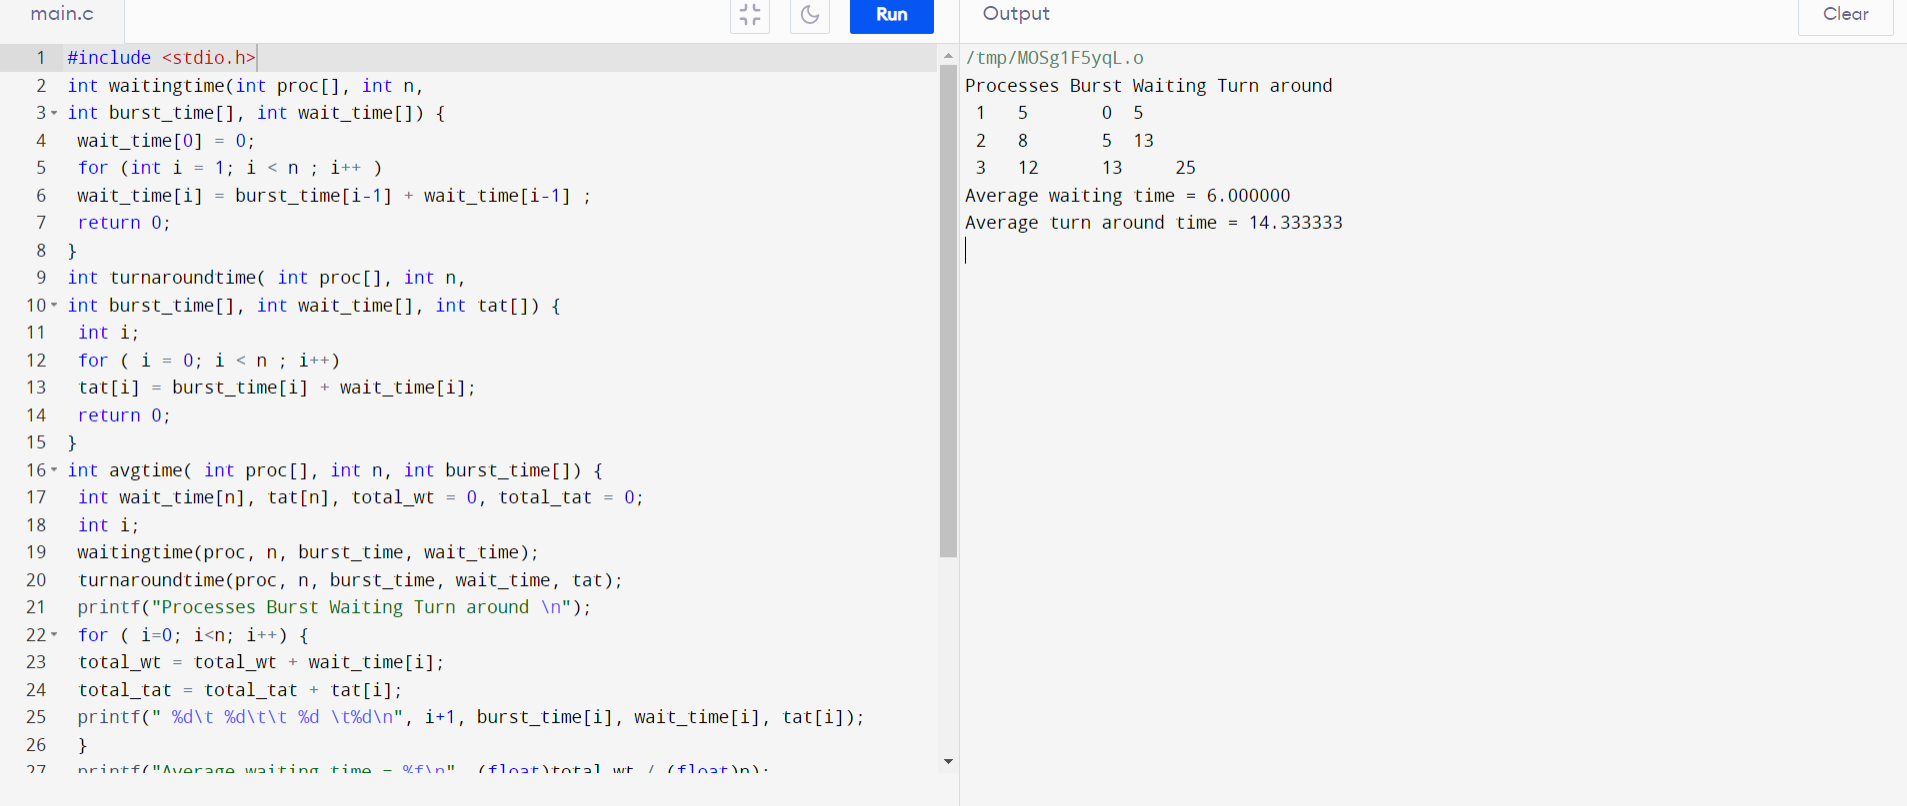 main.c
Run
Output
Clear
1 #include <stdio.h>
2 int waitingtime(int proc[], int n,
3 int burst_time[], int wait_time[]) {
4 wait_time[0] = 0;
5 for (int i = 1; i < n ; i++ )
6 wait_time[i] = burst_time[i-1] + wait_time[i-1] ;
7 return 0;
8 }
9 int turnaroundtime( int proc[], int n,
10 int burst_time[], int wait_time[], int tat[]) {
11 int i;
12 for ( i = 0; i < n ; i++)
13 tat[i] = burst_time[i] + wait_time[i];
14 return 0;
15 }
16 int avgtime( int proc[], int n, int burst_time[]) {
17 int wait_time[n], tat[n], total_wt = 0, total_tat = 0;
18 int i;
19 waitingtime(proc, n, burst_time, wait_time);
20 turnaroundtime(proc, n, burst_time, wait_time, tat);
21 printf("Processes Burst Waiting Turn around \n");
22 for ( i=0; i<n; i++) {
23 total_wt = total_wt + wait_time[i];
24 total_tat = total_tat + tat[i];
25 printf(" %d\t %d\t\t %d \t%d\n", i+1, burst_time[i], wait_time[i], tat[i]);
26 }
27 printf("Average waiting time = %f\n", (float)total_wt / (float)n);
/tmp/MOSg1F5yqL.o
Processes Burst Waiting Turn around
1 5 0 5
2 8 5 13
3 12 13 25
Average waiting time = 6.000000
Average turn around time = 14.333333